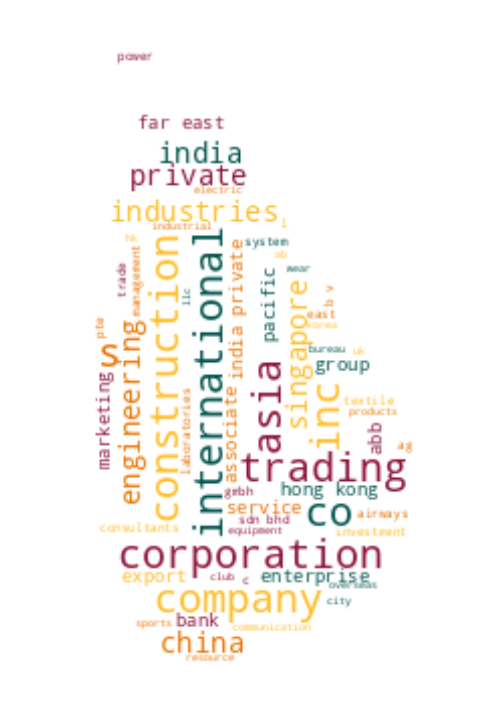 power
far east
india
private
electric
industries
l
industrial
hk
construction
international
system
ab
trade
management
india private
pacific
wear
llc
singapore
b v
east
korea
pte
s
engineering
bureau
uk
group
marketing
laboratories
associate
asia
inc
textile
products
abb
ag
trading
gmbh
hong kong
service
co
airways
sdn bhd
consultants
equipment
investment
corporation
export
club
c
enterprise
overseas
company
city
sports
bank
communication
china
resource